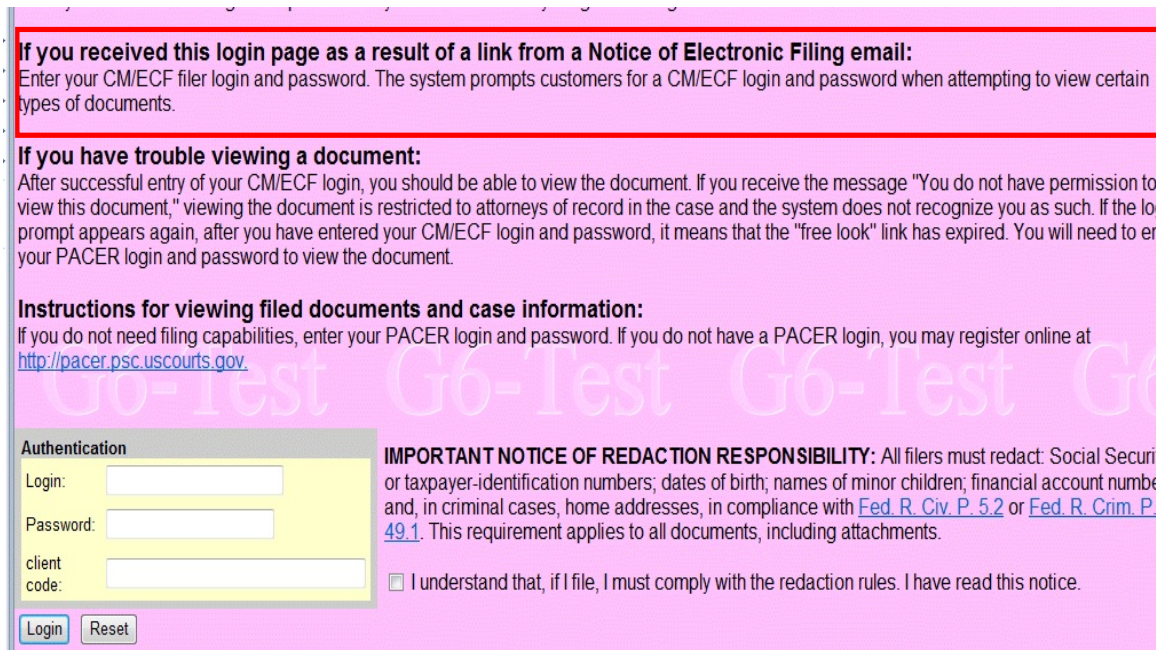 If you received this login page as a result of a link from a Notice of Electronic Filing email:
Enter your CM/ECF filer login and password. The system prompts customers for a CM/ECF login and password when attempting to view certain
types of documents.
If you have trouble viewing a document:
After successful entry of your CM/ECF login, you should be able to view the document. If you receive the message "You do not have permission to
view this document," viewing the document is restricted to attorneys of record in the case and the system does not recognize you as such. If the
prompt appears again, after you have entered your CM/ECF login and password, it means that the "free look" link has expired. You will need to
your PACER login and password to view the document.
Instructions for viewing filed documents and case information:
If you do not need filing capabilities, enter your PACER login and password. If you do not have a PACER login, you may register online at
http://pacer.psc.uscourts.gov.
G6-Test G6-Test G6-Test G6
Authentication
Login:
Password:
client
code:
Login Reset
IMPORTANT NOTICE OF REDACTION RESPONSIBILITY: All filers must redact: Social
or taxpayer-identification numbers; dates of birth; names of minor children; financial account
and, in criminal cases, home addresses, in compliance with Fed. R. Civ. P. 5.2 or Fed. R. Crim. P.
49.1. This requirement applies to all documents, including attachments.
I understand that, if I file, I must comply with the redaction rules. I have read this notice.